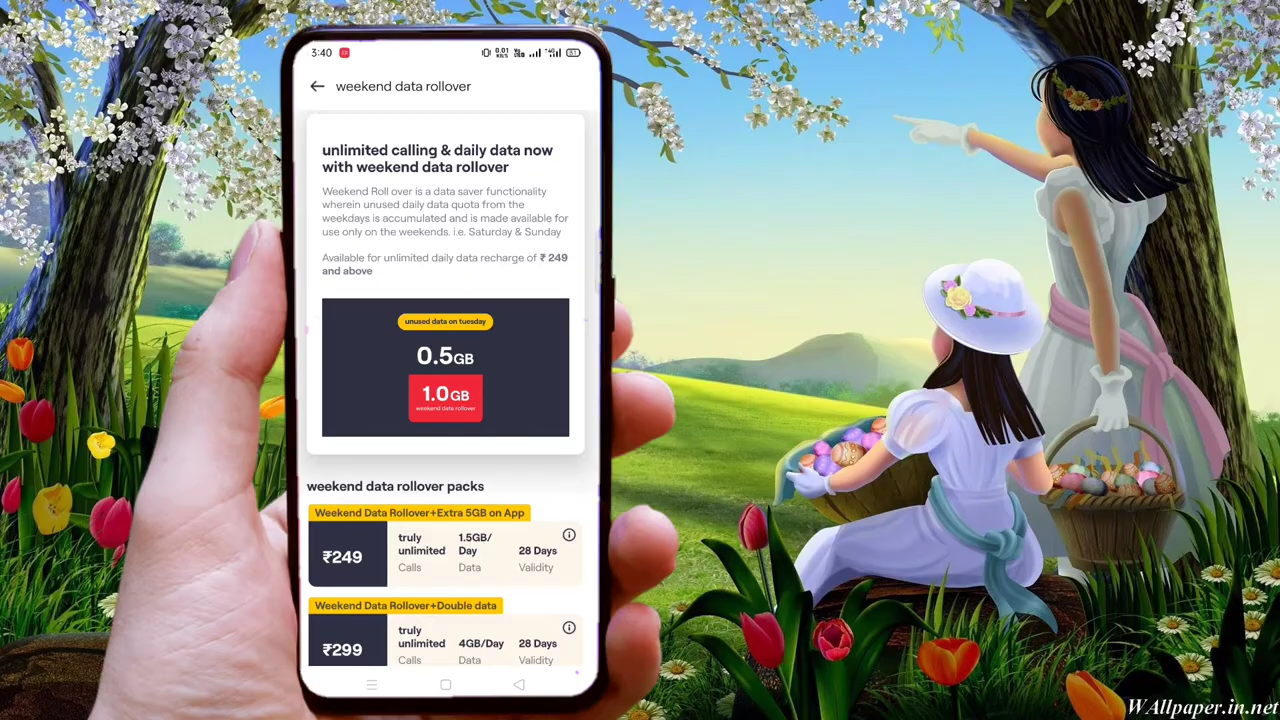 3:40
weekend data rollover
unlimited calling & daily data now
with weekend data rollover
Weekend Roll over is a data saver functionality
wherein unused daily data quota from the
weekdays is accumulated and is made available for
use only on the weekends. i.e. Saturday & Sunday
Available for unlimited daily data recharge of ₹ 249
and above
unused data on tuesday
0.5GB
1.0GB
weekend data rollover
weekend data rollover packs
Weekend Data Rollover+Extra 5GB on App
₹249
truly
unlimited
Calls
1.5GB/
Day
Data
28 Days
Validity
Weekend Data Rollover+Double data
₹299
truly
unlimited
Calls
4GB/Day
Data
28 Days
Validity
WAllpaper.in.net